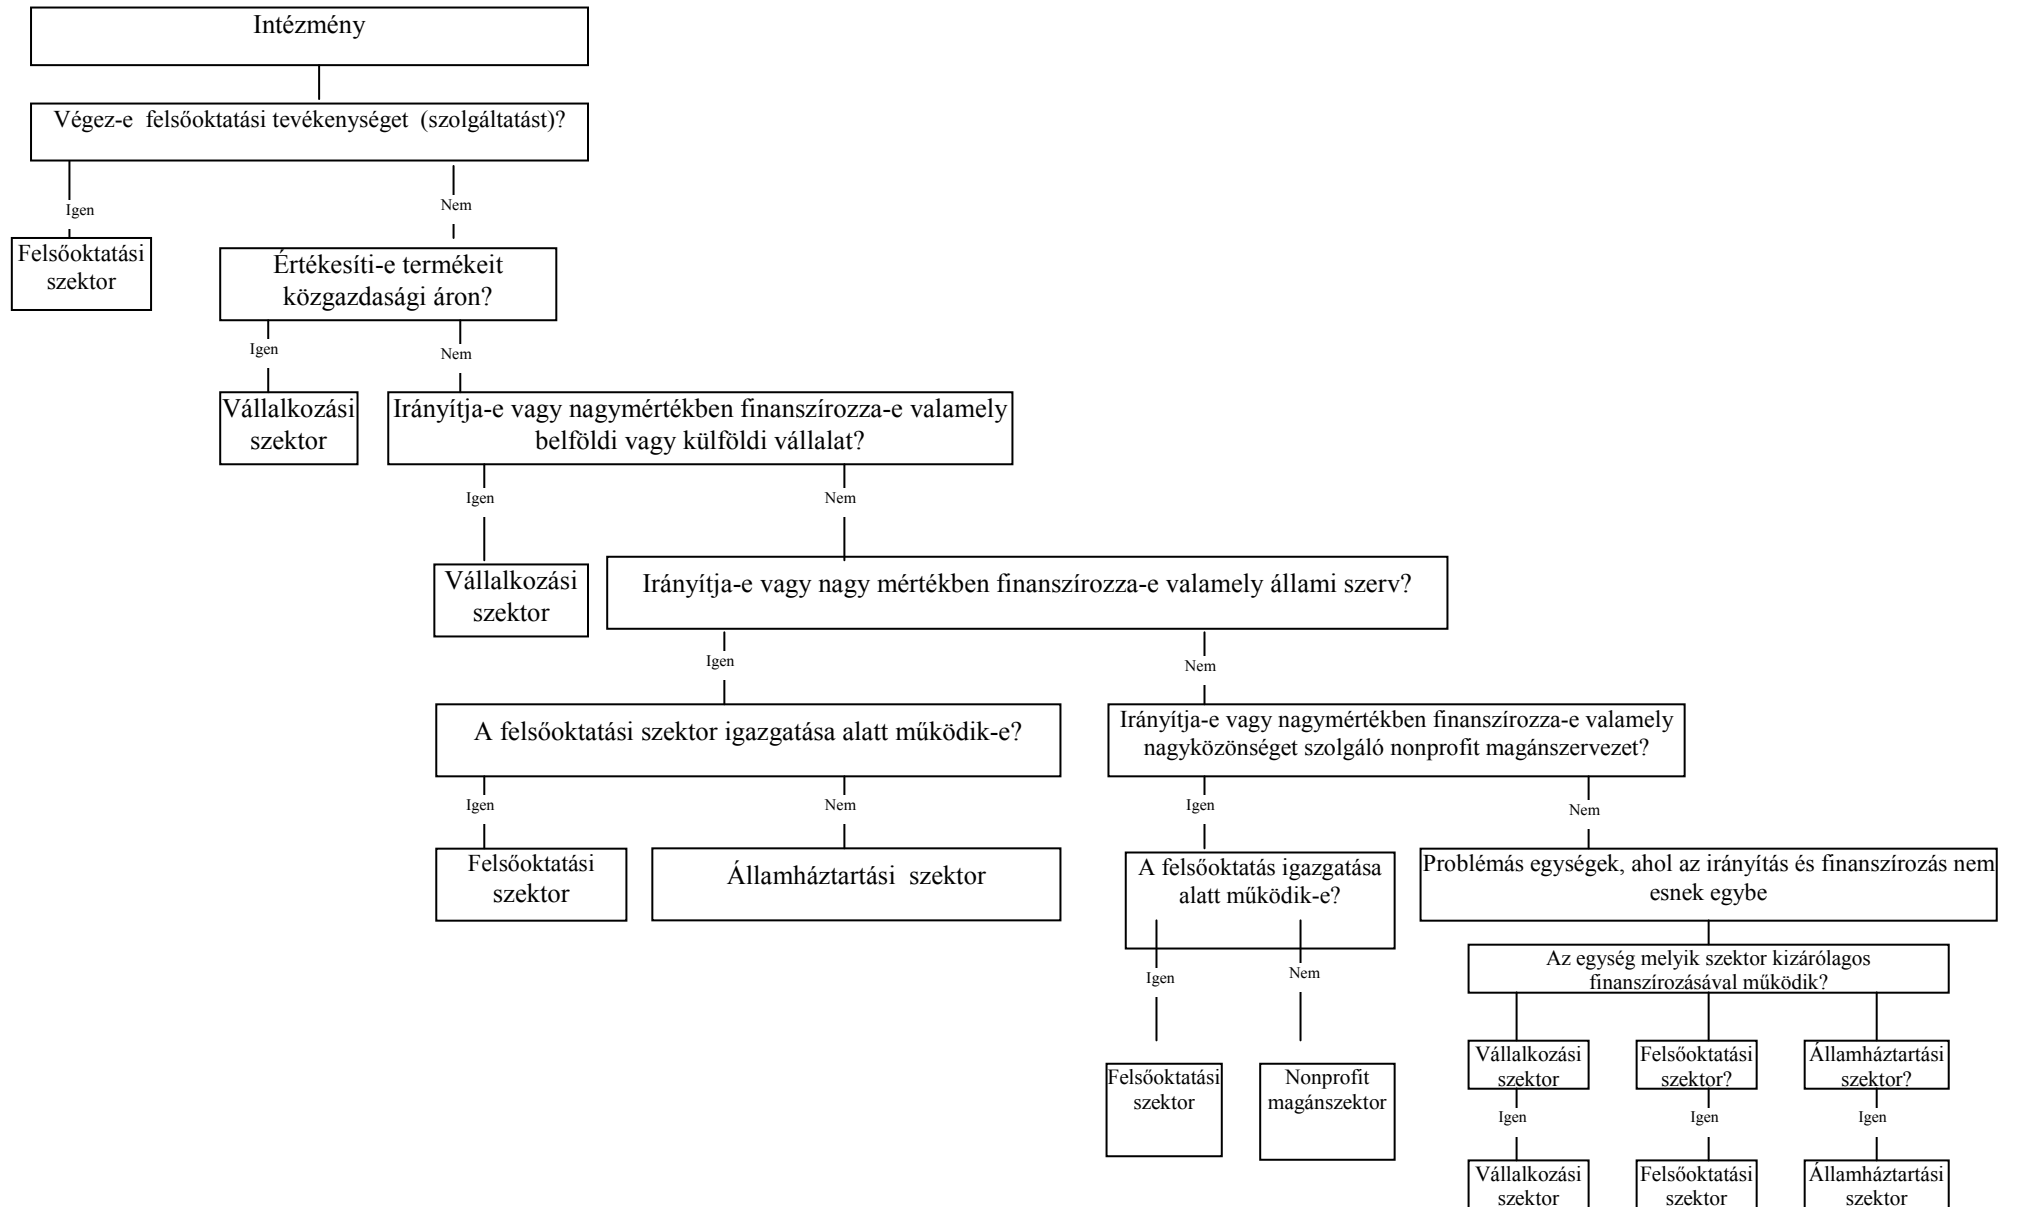 Intézmény
Végez-e felsőoktatási tevékenységet (szolgáltatást)?
Igen
Nem
Felsőoktatási
szektor
Értékesíti-e termékeit
közgazdasági áron?
Igen
Nem
Vállalkozási
szektor
Irányítja-e vagy nagymértékben finanszírozza-e valamely
belföldi vagy külföldi vállalat?
Igen
Nem
Vállalkozási
szektor
Irányítja-e vagy nagy mértékben finanszírozza-e valamely állami szerv?
Igen
Nem
A felsőoktatási szektor igazgatása alatt működik-e?
Irányítja-e vagy nagymértékben finanszírozza-e valamely
nagyközönséget szolgáló nonprofit magánszervezet?
Igen
Nem
Igen
Nem
Felsőoktatási
szektor
Államháztartási szektor
A felsőoktatás igazgatása
alatt működik-e?
Problémás egységek, ahol az irányítás és finanszírozás nem
esnek egybe
Igen
Nem
Az egység melyik szektor kizárólagos
finanszírozásával működik?
Felsőoktatási
szektor
Nonprofit
magánszektor
Vállalkozási
szektor
Felsőoktatási
szektor?
Államháztartási
szektor?
Igen
Igen
Igen
Vállalkozási
szektor
Felsőoktatási
szektor
Államháztartási
szektor